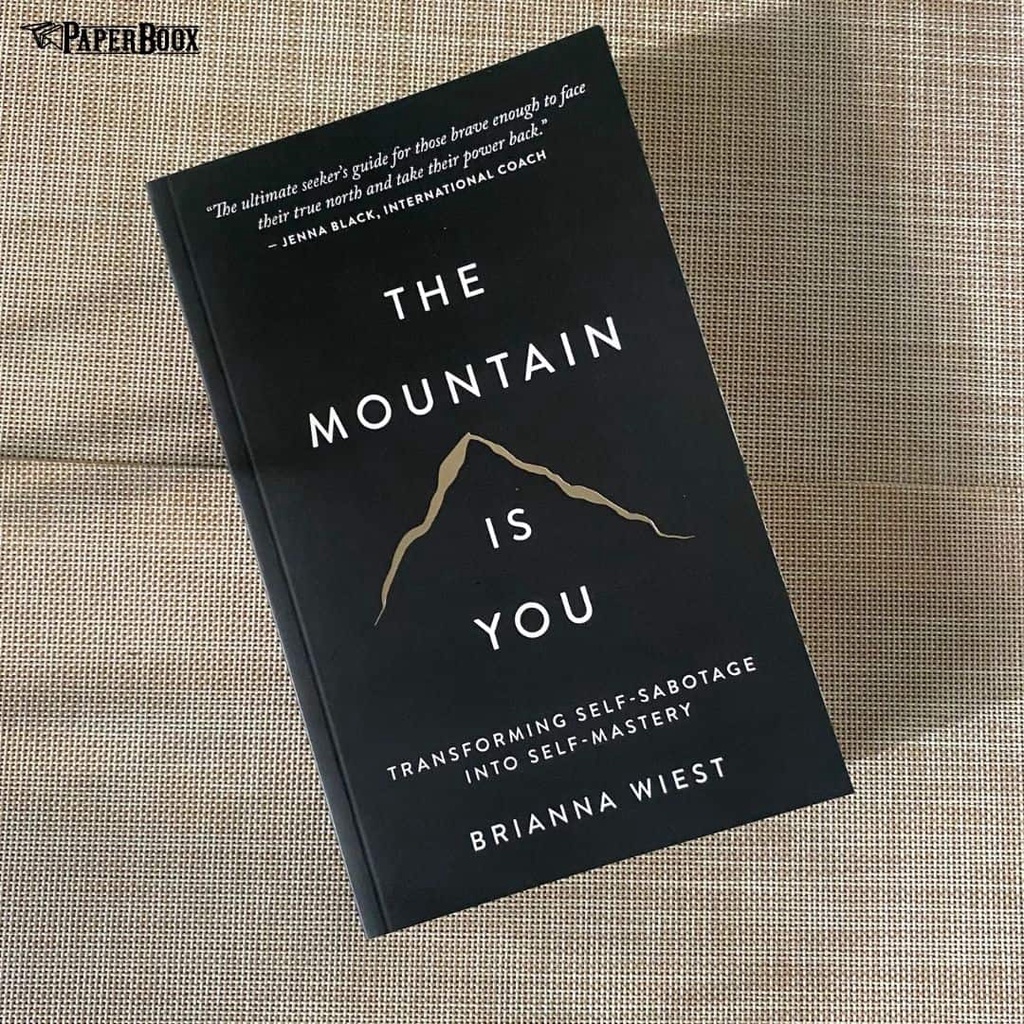 PAPERBOOX
“The ultimate seeker’s guide for those brave enough to face
their true north and take their power back.”
– JENNA BLACK, INTERNATIONAL COACH
THE
MOUNTAIN
IS
YOU
TRANSFORMING SELF-SABOTAGE
INTO SELF-MASTERY
BRIANNA WIEST